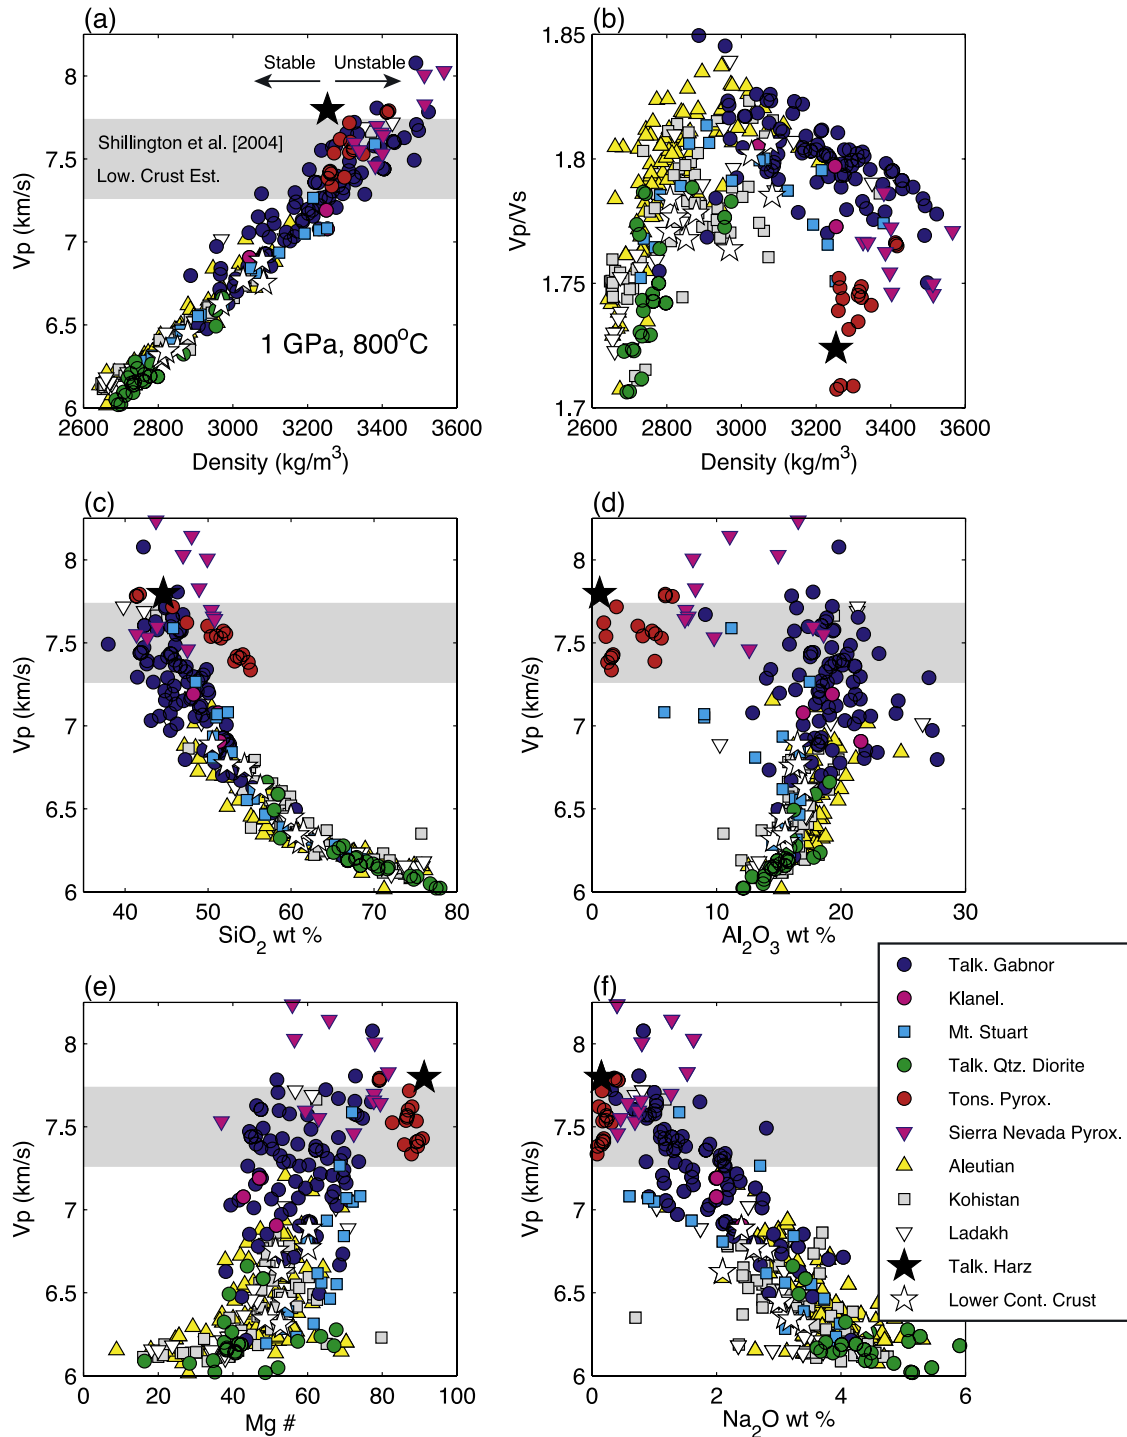 (a)
Vp (km/s)
8
7.5
7
6.5
6
Stable Unstable
Shillington et al. [2004]
Low. Crust Est.
1 GPa, 800°C
2600 2800 3000 3200 3400 3600
Density (kg/m³)
(b)
Vp/Vs
1.85
1.8
1.75
1.7
2600 2800 3000 3200 3400 3600
Density (kg/m³)
(c)
Vp (km/s)
8
7.5
7
6.5
6
40 50 60 70 80
SiO₂ wt %
(d)
Vp (km/s)
8
7.5
7
6.5
6
0 10 20 30
Al₂O₃ wt %
(e)
Vp (km/s)
8
7.5
7
6.5
6
0 20 40 60 80 100
Mg #
(f)
Vp (km/s)
8
7.5
7
6.5
6
0 2 4 6
Na₂O wt %
Talk. Gabnor
Klanel.
Mt. Stuart
Talk. Qtz. Diorite
Tons. Pyrox.
Sierra Nevada Pyrox.
Aleutian
Kohistan
Ladakh
Talk. Harz
Lower Cont. Crust